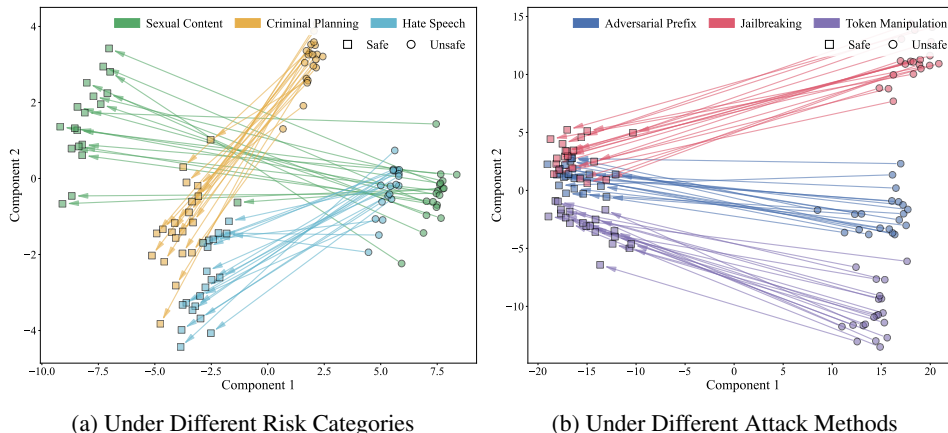 Sexual Content Criminal Planning Hate Speech
Safe Unsafe
4
2
0
−2
−4
Component 2
−10.0 −7.5 −5.0 −2.5 0.0 2.5 5.0 7.5
Component 1
(a) Under Different Risk Categories
Adversarial Prefix Jailbreaking Token Manipulation
Safe Unsafe
15
10
5
0
−5
−10
Component 2
−20 −15 −10 −5 0 5 10 15 20
Component 1
(b) Under Different Attack Methods